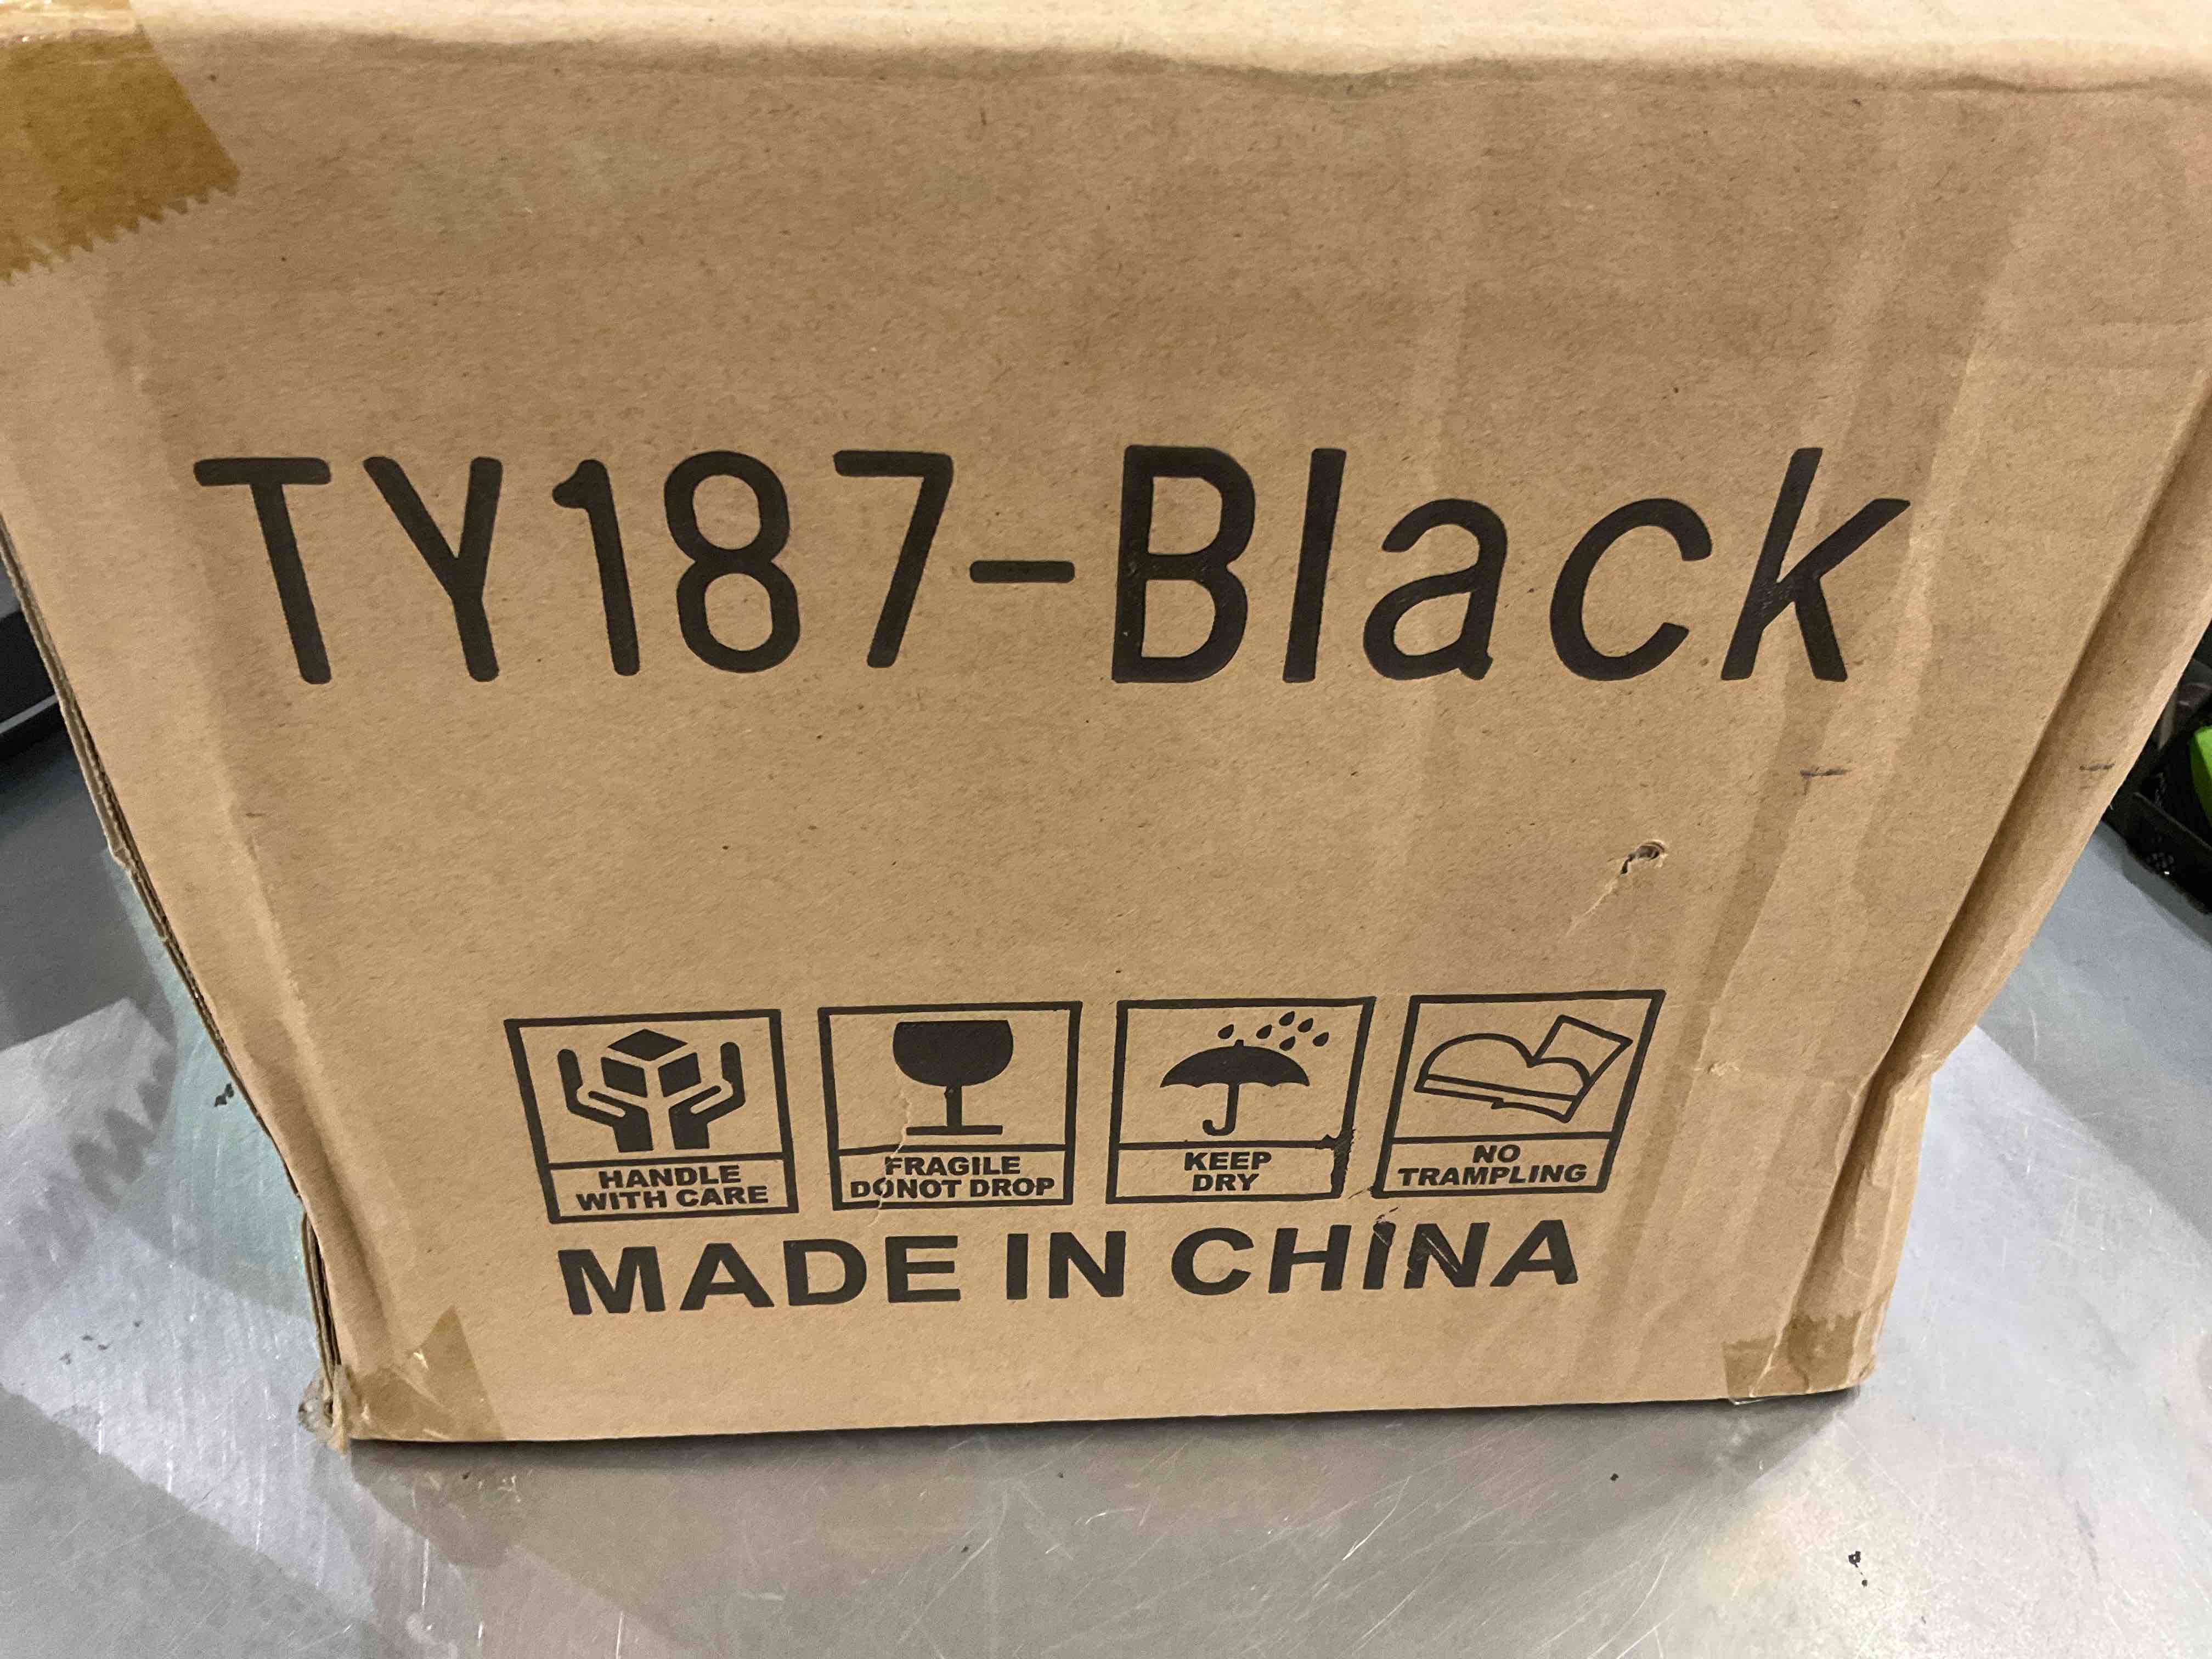 TY187-Black
HANDLE
WITH CARE
FRAGILE
DONOT DROP
KEEP
DRY
NO
TRAMPLING
MADE IN CHINA